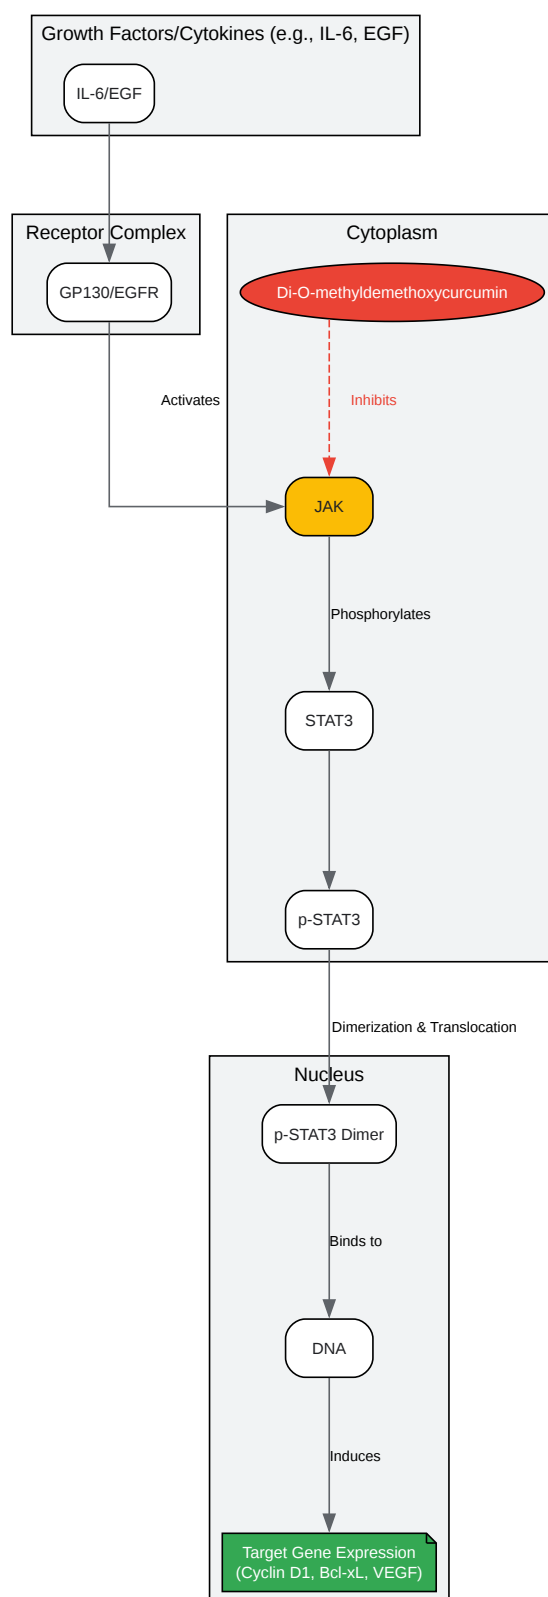 Growth Factors/Cytokines (e.g., IL-6, EGF)
IL-6/EGF
Receptor Complex
GP130/EGFR
Cytoplasm
Di-O-methyldemethoxycurcumin
Activates
Inhibits
JAK
Phosphorylates
STAT3
p-STAT3
Dimerization & Translocation
Nucleus
p-STAT3 Dimer
Binds to
DNA
Induces
Target Gene Expression
(Cyclin D1, Bcl-xL, VEGF)